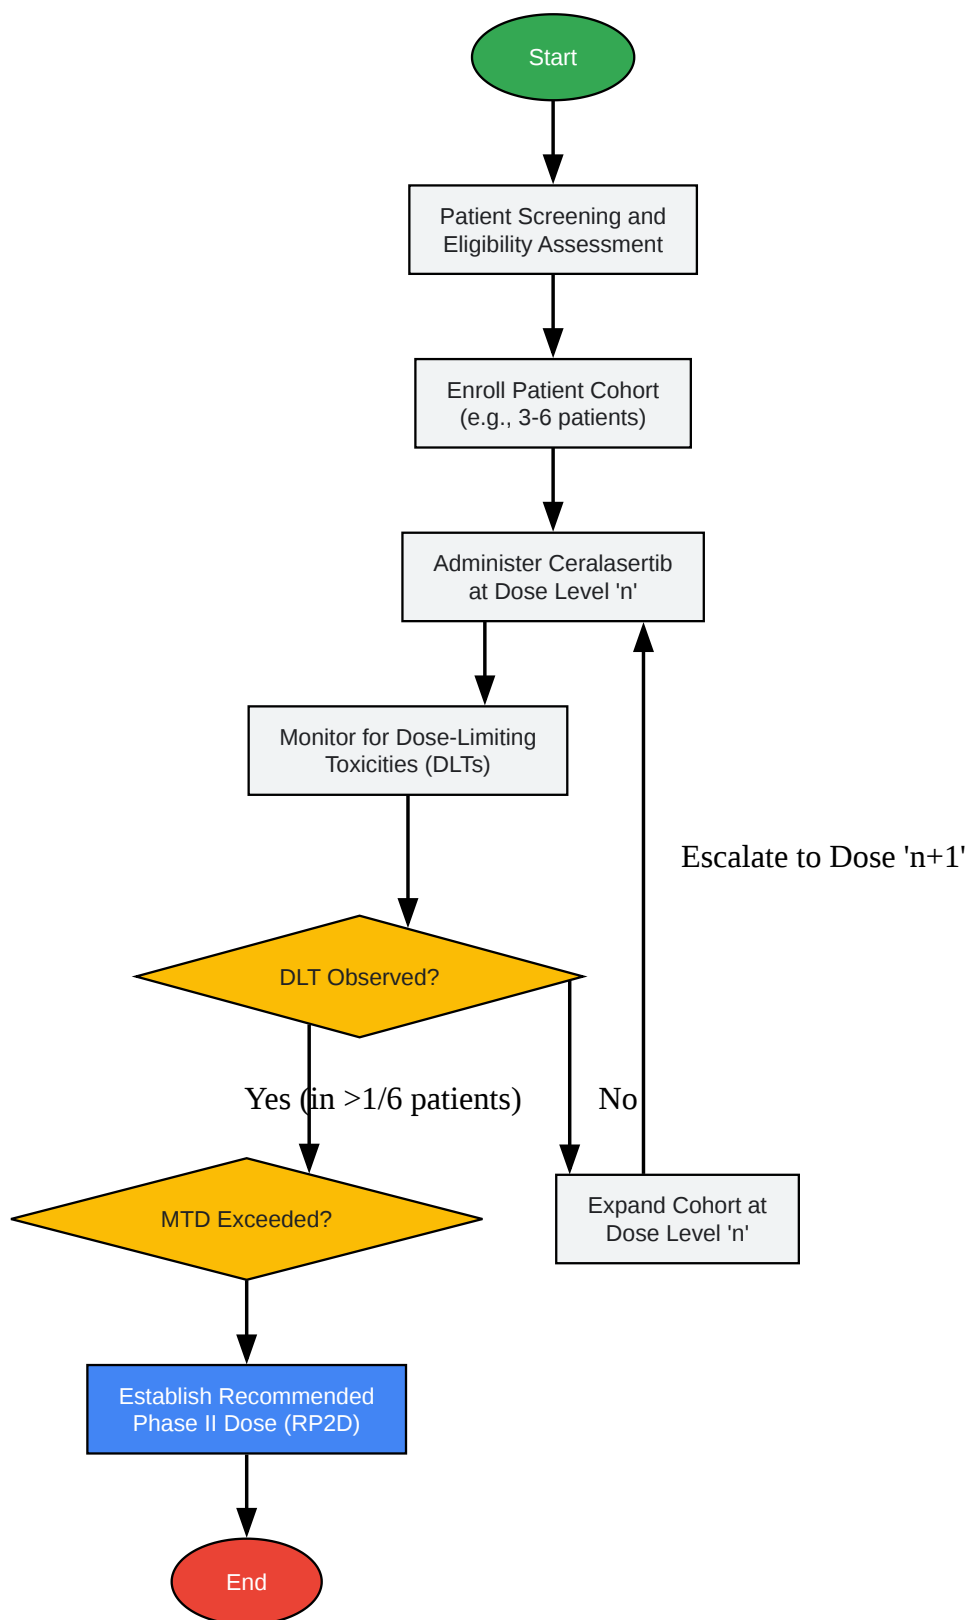 Start
Patient Screening and
Eligibility Assessment
Enroll Patient Cohort
(e.g., 3-6 patients)
Administer Ceralasertib
at Dose Level 'n'
Monitor for Dose-Limiting
Toxicities (DLTs)
Escalate to Dose 'n+1'
DLT Observed?
Yes (in >1/6 patients)
No
MTD Exceeded?
Expand Cohort at
Dose Level 'n'
Establish Recommended
Phase II Dose (RP2D)
End